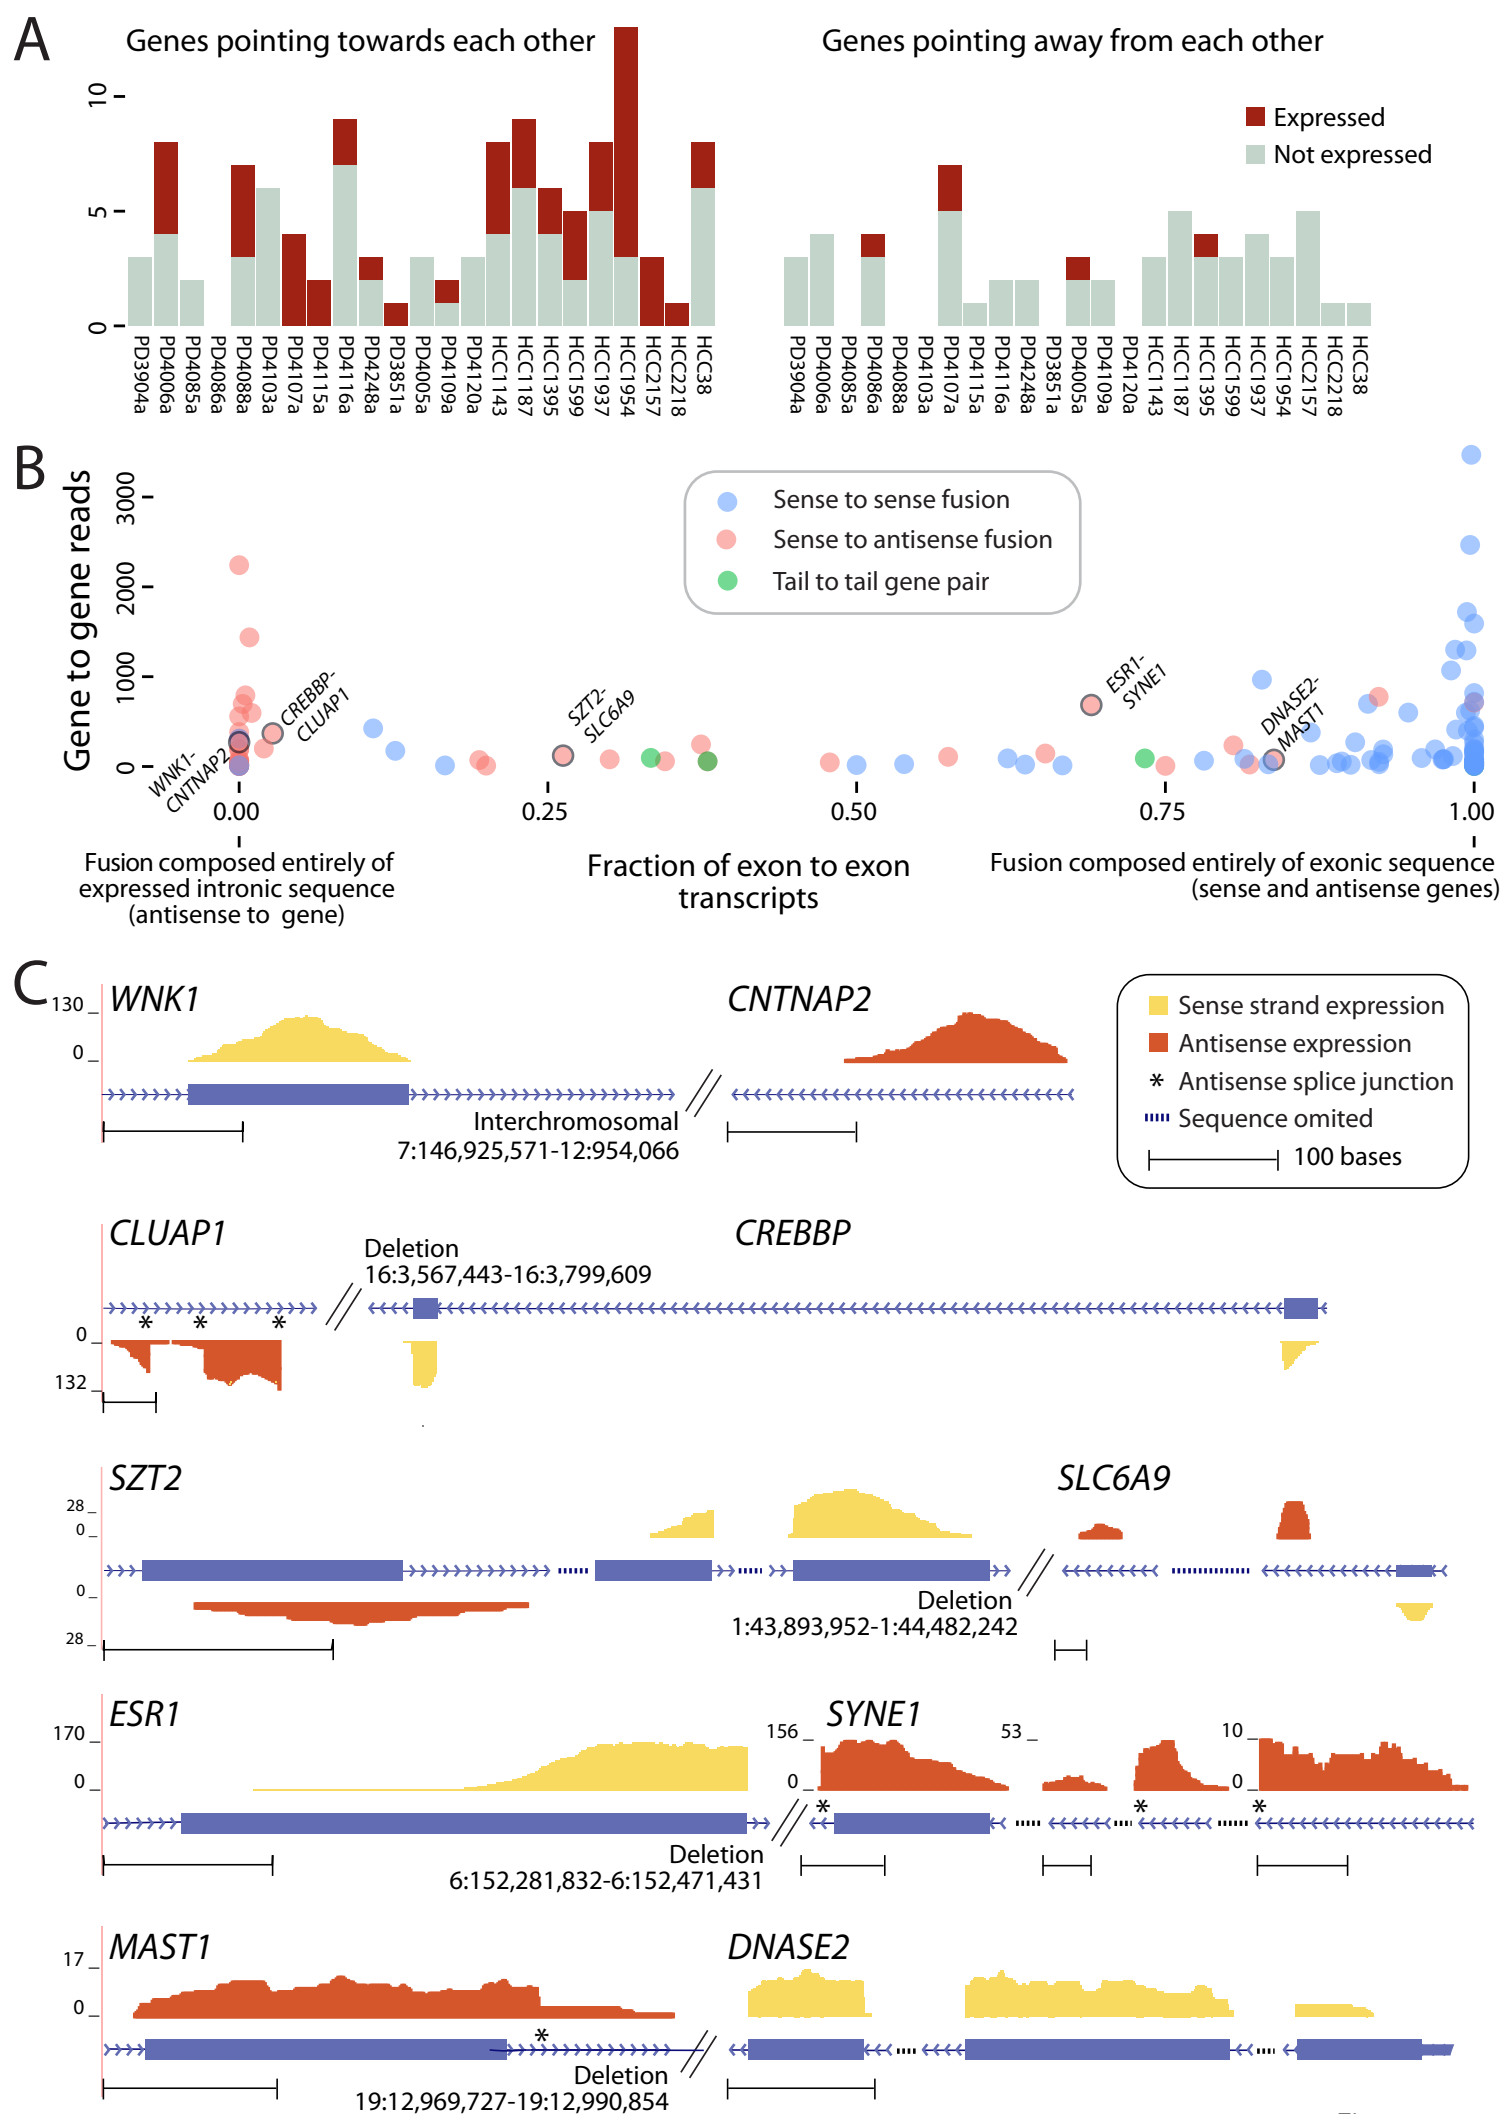 A
Genes pointing towards each other
Genes pointing away from each other
10
5
0
Expressed
Not expressed
PD3904a
PD4006a
PD4085a
PD4086a
PD4088a
PD4103a
PD4107a
PD4115a
PD4116a
PD4248a
PD3851a
PD4005a
PD4109a
PD4120a
HCC1143
HCC1187
HCC1395
HCC1599
HCC1937
HCC1954
HCC2157
HCC2218
HCC38
PD3904a
PD4006a
PD4085a
PD4086a
PD4088a
PD4103a
PD4107a
PD4115a
PD4116a
PD4248a
PD3851a
PD4005a
PD4109a
PD4120a
HCC1143
HCC1187
HCC1395
HCC1599
HCC1937
HCC1954
HCC2157
HCC2218
HCC38
B
Gene to gene reads
3000
2000
1000
0
Sense to sense fusion
Sense to antisense fusion
Tail to tail gene pair
WNK1-
CNTNAP2
CREBBP-
CLUAP1
SZT2-
SLC6A9
ESR1-
SYNE1
DNASE2-
MAST1
0.00
0.25
0.50
0.75
1.00
Fusion composed entirely of
expressed intronic sequence
(antisense to gene)
Fraction of exon to exon
transcripts
Fusion composed entirely of exonic sequence
(sense and antisense genes)
C
WNK1
CNTNAP2
130
0
Interchromosomal
7:146,925,571-12:954,066
Sense strand expression
Antisense expression
* Antisense splice junction
Sequence omited
100 bases
CLUAP1
CREBBP
Deletion
16:3,567,443-16:3,799,609
* * *
0
132
SZT2
SLC6A9
28
0
0
28
Deletion
1:43,893,952-1:44,482,242
ESR1
SYNE1
170
0
156
0
53
10
0
* * *
Deletion
6:152,281,832-6:152,471,431
MAST1
DNASE2
17
0
*
Deletion
19:12,969,727-19:12,990,854